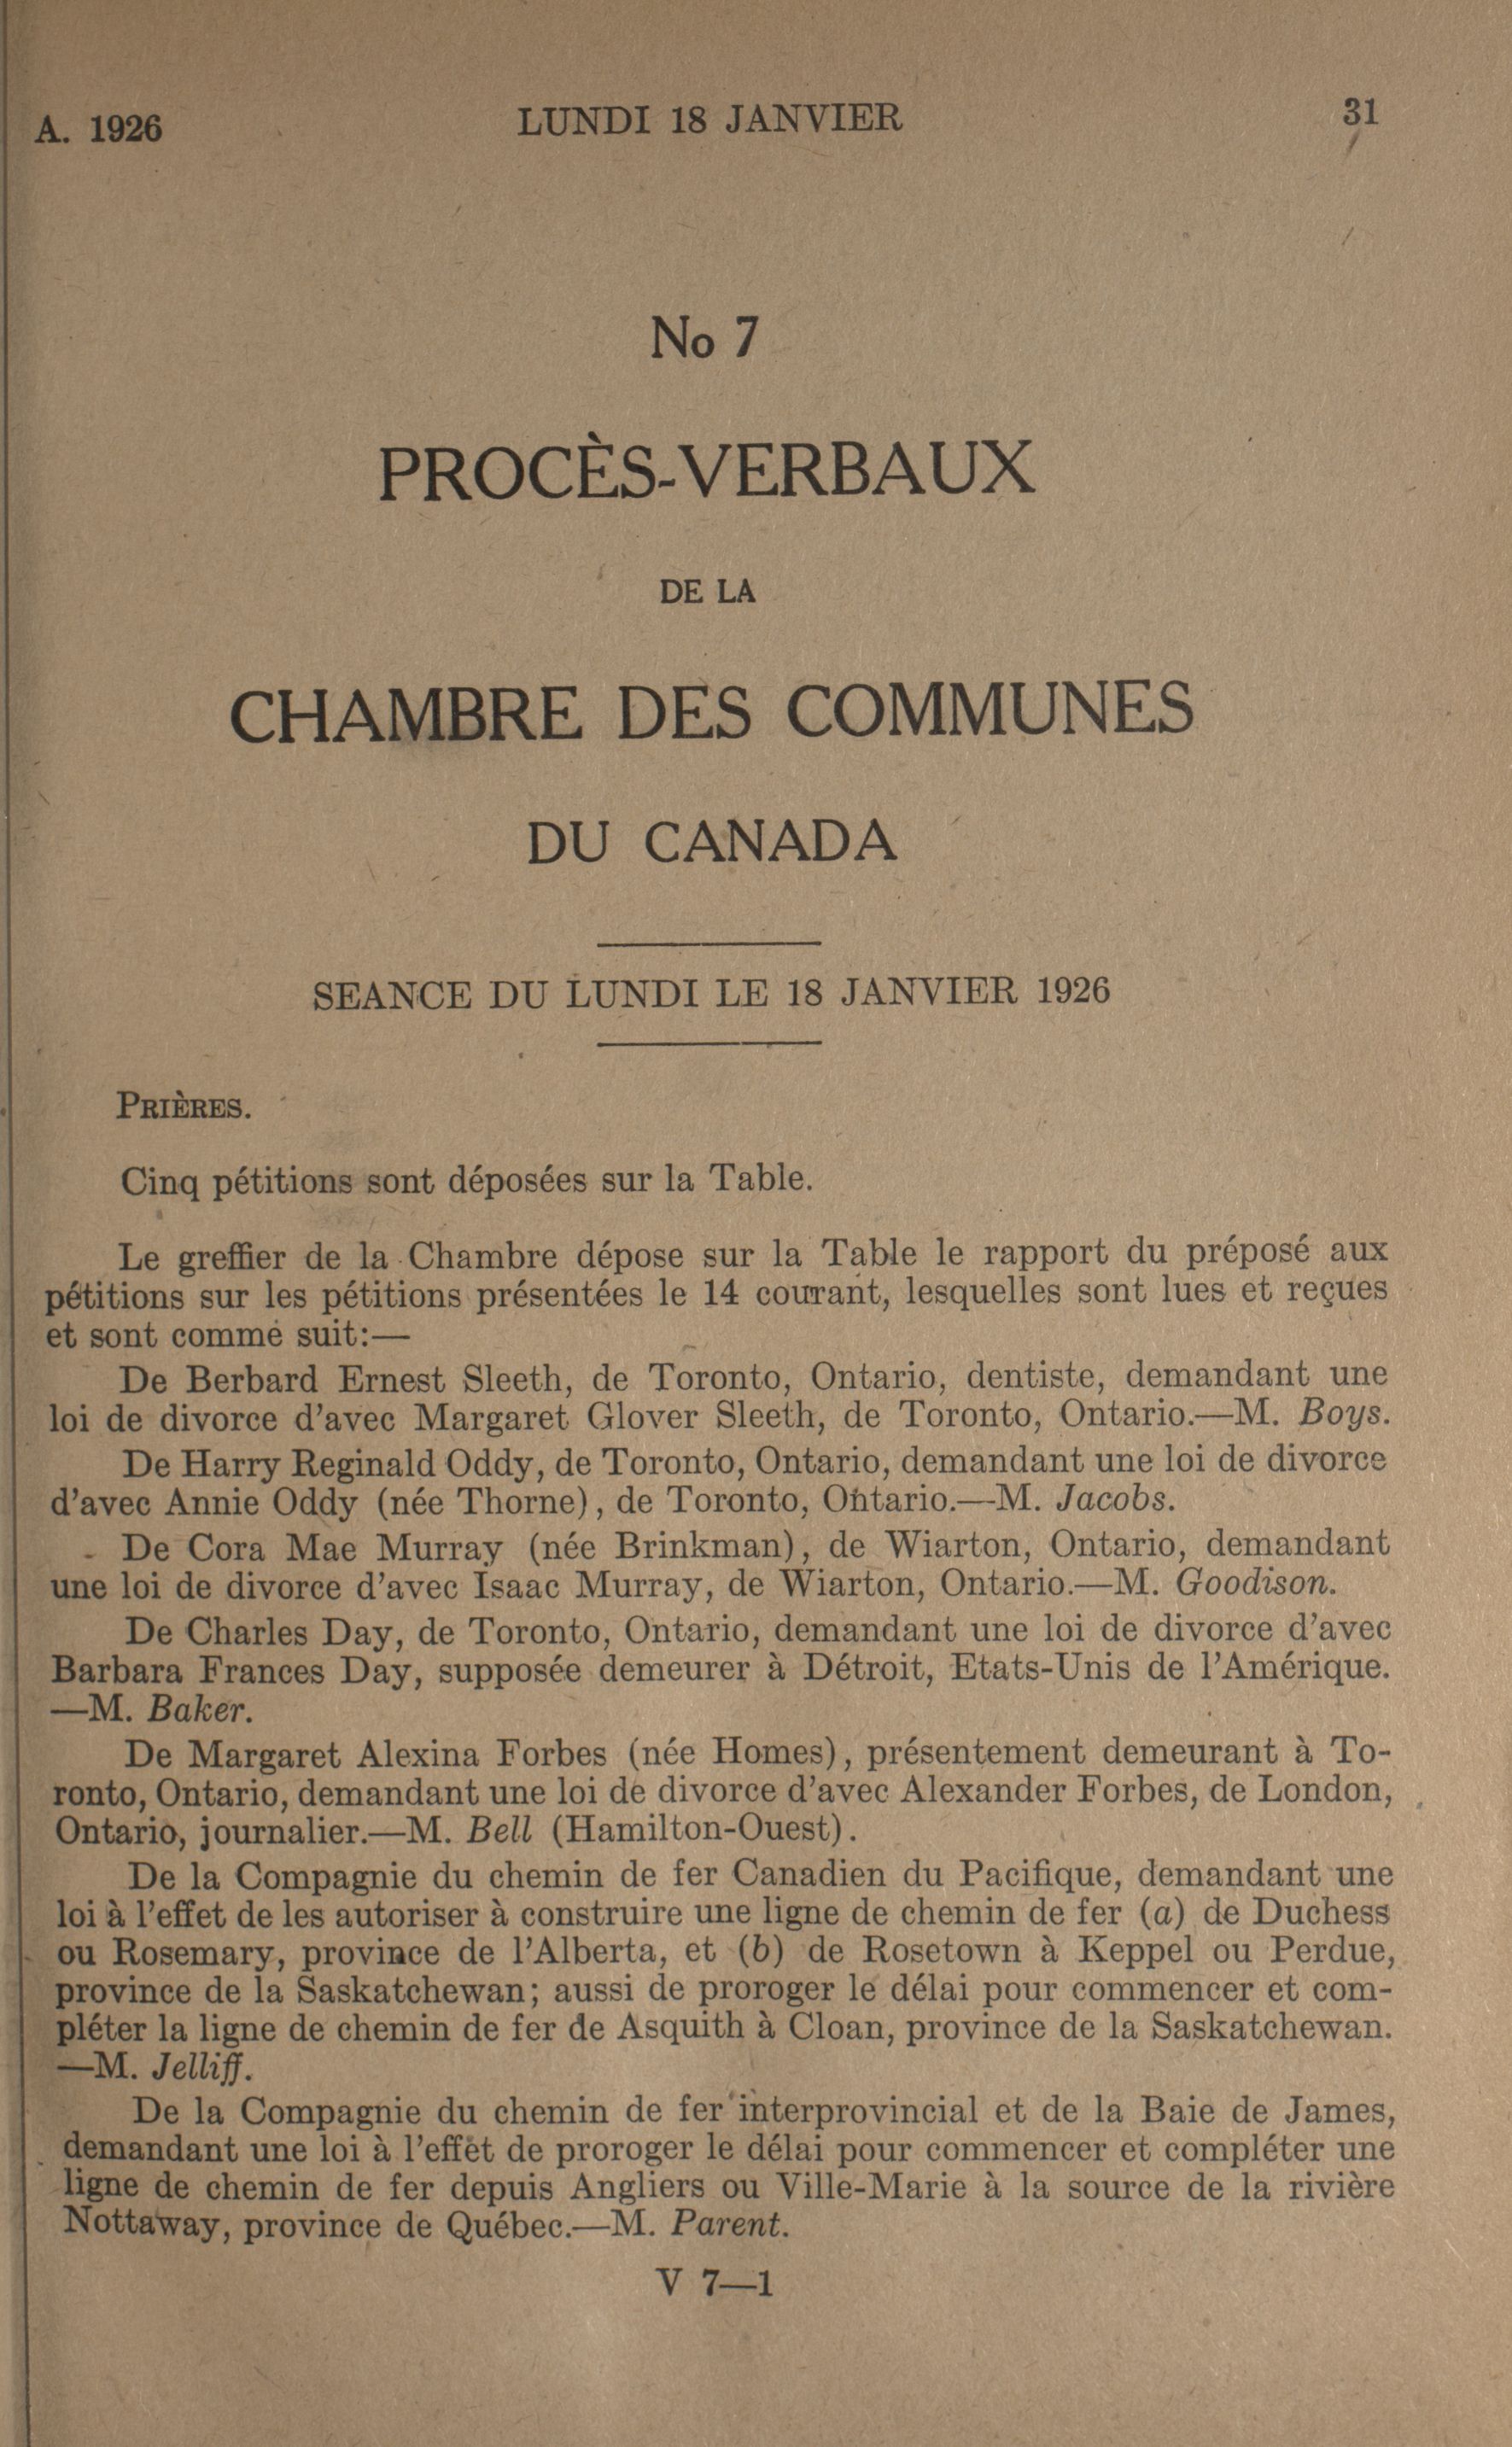 A. 1926 LUNDI 18 JANVIER 31
No 7
PROCÈS-VERBAUX
DE LA
CHAMBRE DES COMMUNES
DU CANADA
SEANCE DU LUNDI LE 18 JANVIER 1926
PRIÈRES.
Cinq pétitions sont déposées sur la Table.
Le greffier de la Chambre dépose sur la Table le rapport du préposé aux
pétitions sur les pétitions présentées le 14 courant, lesquelles sont lues et reçues
et sont comme suit:—
De Berbard Ernest Sleeth, de Toronto, Ontario, dentiste, demandant une
loi de divorce d'avec Margaret Glover Sleeth, de Toronto, Ontario.—M. Boys.
De Harry Reginald Oddy, de Toronto, Ontario, demandant une loi de divorce
d'avec Annie Oddy (née Thorne), de Toronto, Ontario.—M. Jacobs.
De Cora Mae Murray (née Brinkman), de Wiarton, Ontario, demandant
une loi de divorce d'avec Isaac Murray, de Wiarton, Ontario.—M. Goodison.
De Charles Day, de Toronto, Ontario, demandant une loi de divorce d'avec
Barbara Frances Day, supposée demeurer à Détroit, Etats-Unis de l'Amérique.
—M. Baker.
De Margaret Alexina Forbes (née Homes), présentement demeurant à To-
ronto, Ontario, demandant une loi de divorce d'avec Alexander Forbes, de London,
Ontario, journalier.—M. Bell (Hamilton-Ouest).
De la Compagnie du chemin de fer Canadien du Pacifique, demandant une
loi à l'effet de les autoriser à construire une ligne de chemin de fer (a) de Duchess
ou Rosemary, province de l'Alberta, et (b) de Rosetown à Keppel ou Perdue,
province de la Saskatchewan; aussi de proroger le délai pour commencer et com-
pléter la ligne de chemin de fer de Asquith à Cloan, province de la Saskatchewan.
—M. Jelliff.
De la Compagnie du chemin de fer interprovincial et de la Baie de James,
demandant une loi à l'effet de proroger le délai pour commencer et compléter une
ligne de chemin de fer depuis Angliers ou Ville-Marie à la source de la rivière
Nottaway, province de Québec.—M. Parent.
V 7—1